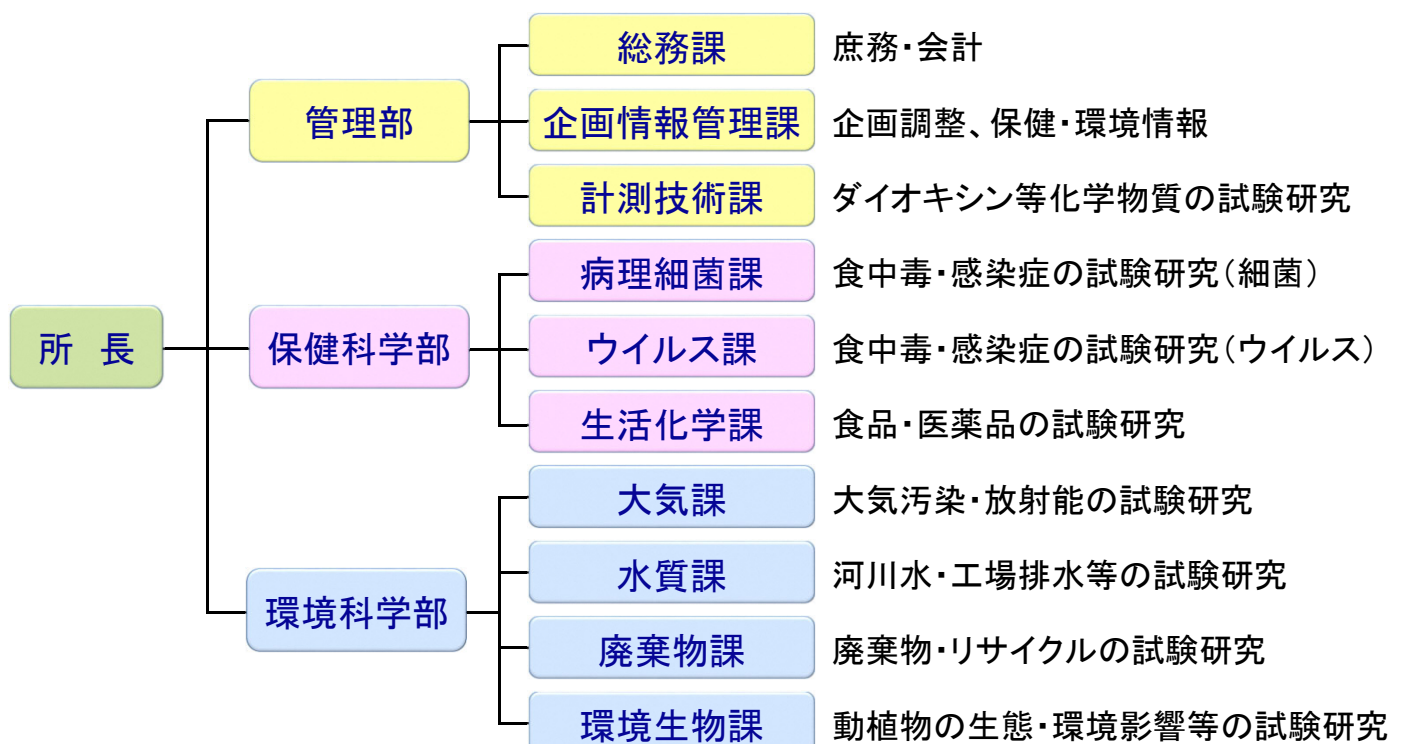 総務課 庶務・会計
管理部 企画情報管理課 企画調整、保健・環境情報
計測技術課 ダイオキシン等化学物質の試験研究
病理細菌課 食中毒・感染症の試験研究(細菌)
所 長 保健科学部 ウイルス課 食中毒・感染症の試験研究(ウイルス)
生活化学課 食品・医薬品の試験研究
大気課 大気汚染・放射能の試験研究
水質課 河川水・工場排水等の試験研究
環境科学部
廃棄物課 廃棄物・リサイクルの試験研究
環境生物課 動植物の生態・環境影響等の試験研究